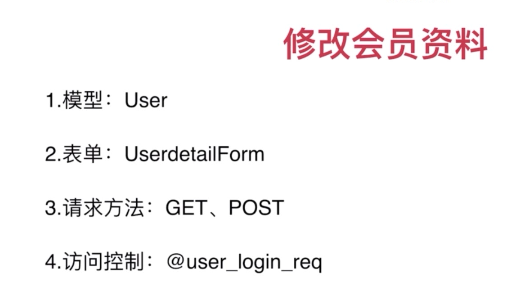 修改会员资料
1.模型：User
2.表单：UserdetailForm
3.请求方法：GET、POST
4.访问控制：@user_login_req